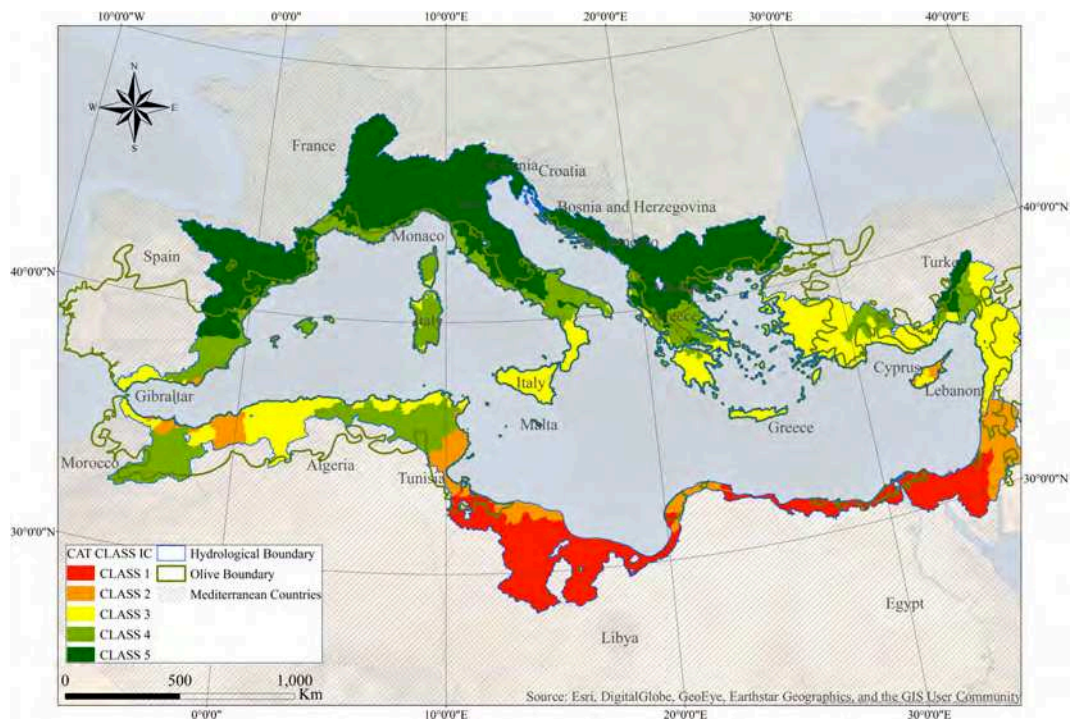 10°0'0"W
0°0'0"
10°0'0"E
20°0'0"E
30°0'0"E
40°0'0"E
N
W
E
S
France
Croatia
Bosnia and Herzegovina
40°0'0"N
40°0'0"N
Spain
Monaco
Turkey
Italy
Greece
Cyprus
Italy
Lebanon
Gibraltar
Malta
Greece
Morocco
Algeria
Tunisia
30°0'0"N
30°0'0"N
CAT CLASS IC
Hydrological Boundary
CLASS 1
Olive Boundary
CLASS 2
Mediterranean Countries
CLASS 3
CLASS 4
CLASS 5
Egypt
Libya
0
500
1,000
Km
Source: Esri, DigitalGlobe, GeoEye, Earthstar Geographics, and the GIS User Community
0°0'0"
10°0'0"E
20°0'0"E
30°0'0"E